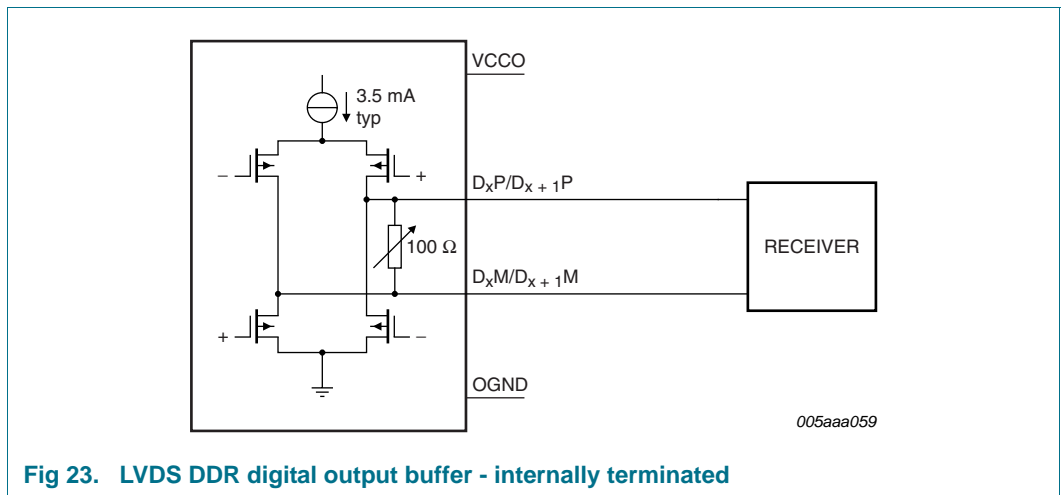 VCCO
3.5 mA
typ
− +
DxP/Dx + 1P
100 Ω
RECEIVER
DxM/Dx + 1M
+ −
OGND
005aaa059
Fig 23. LVDS DDR digital output buffer - internally terminated